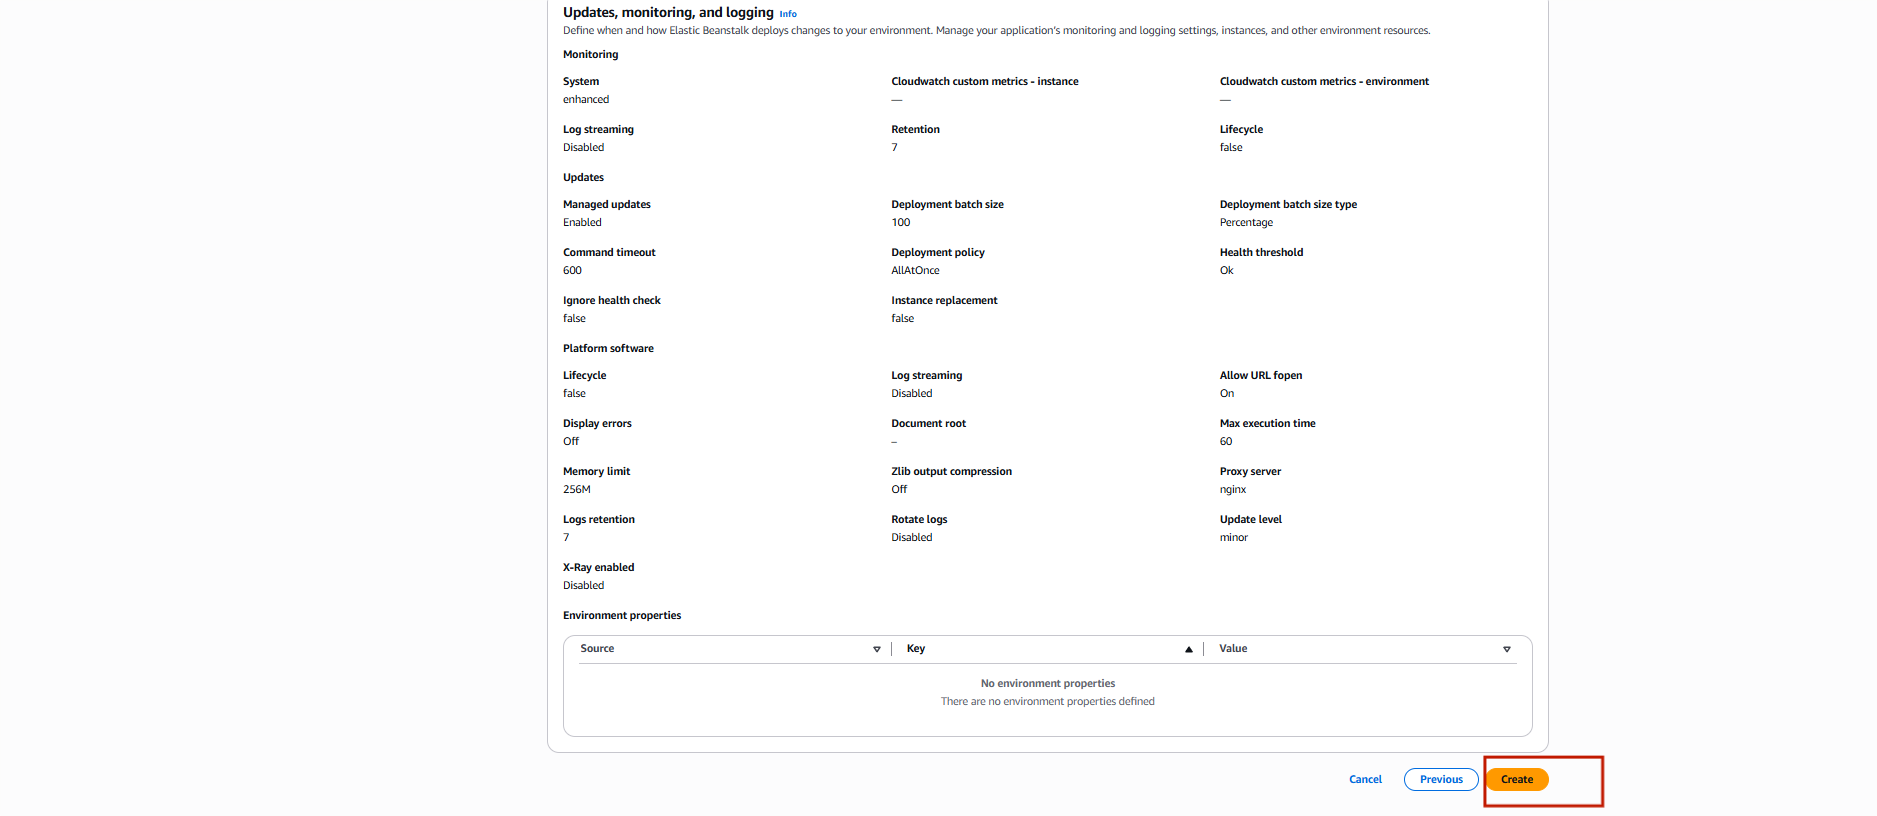 Updates, monitoring, and logging Info
Define when and how Elastic Beanstalk deploys changes to your environment. Manage your application's monitoring and logging settings, instances, and other environment resources.
Monitoring
System Cloudwatch custom metrics - instance Cloudwatch custom metrics - environment
enhanced — —
Log streaming Retention Lifecycle
Disabled 7 false
Updates
Managed updates Deployment batch size Deployment batch size type
Enabled 100 Percentage
Command timeout Deployment policy Health threshold
600 AllAtOnce Ok
Ignore health check Instance replacement
false false
Platform software
Lifecycle Log streaming Allow URL fopen
false Disabled On
Display errors Document root Max execution time
Off – 60
Memory limit Zlib output compression Proxy server
256M Off nginx
Logs retention Rotate logs Update level
7 Disabled minor
X-Ray enabled
Disabled
Environment properties
Source Key Value
No environment properties
There are no environment properties defined
Cancel Previous Create